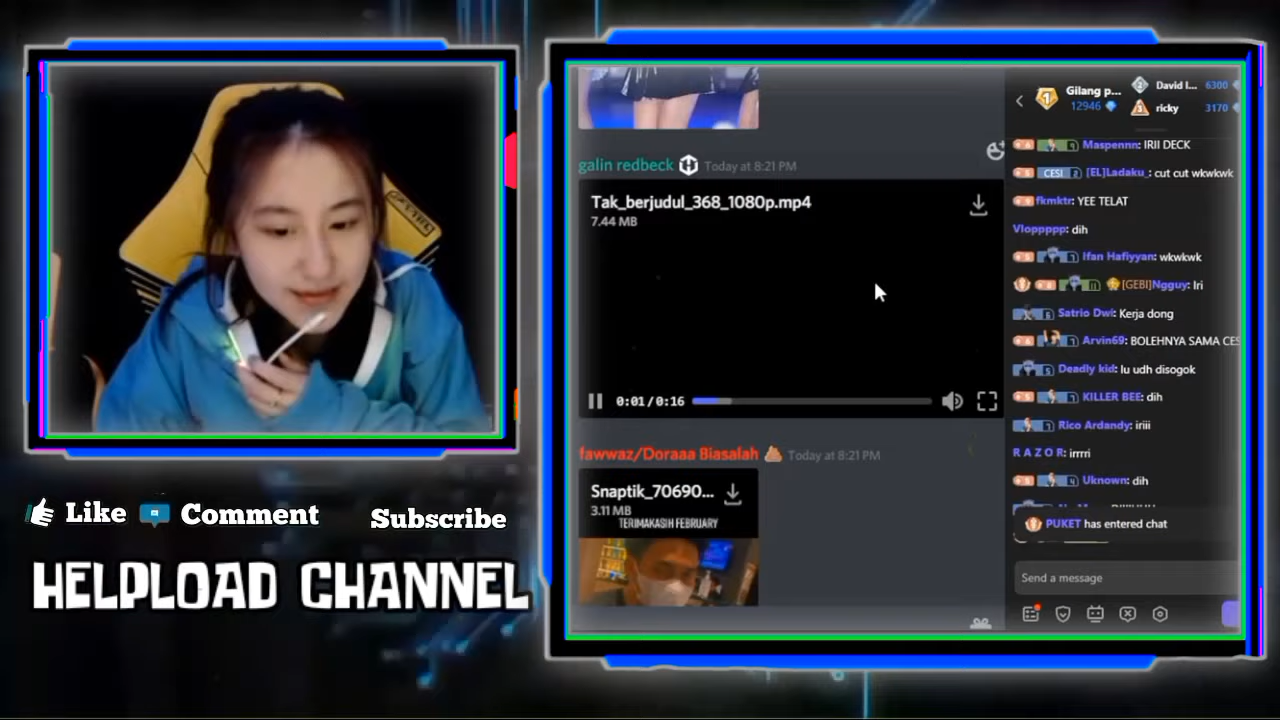 galin redbeck
Today at 8:21 PM
Tak_berjudul_368_1080p.mp4
7.44 MB
0:01/0:16
fawwaz/Doraaa Biasalah
Today at 8:21 PM
Snaptik_70690...
3.11 MB
TERIMAKASIH FEBRUARY
1
Gilang p...
12946
2
David I...
6300
3
ricky
3170
Maspennn: IRII DECK
CESI [EL]Ladaku_: cut cut wkwkwk
fkmktr: YEE TELAT
Vloppppp: dih
Ifan Hafiyyan: wkwkwk
[GEBI]Ngguy: Iri
Satrio Dwi: Kerja dong
Arvin69: BOLEHNYA SAMA CES
Deadly kid: lu udh disogok
KILLER BEE: dih
Rico Ardandy: iriii
R A Z O R: irrrri
Uknown: dih
PUKET has entered chat
Send a message
Like
Comment
Subscribe
HELPLOAD CHANNEL